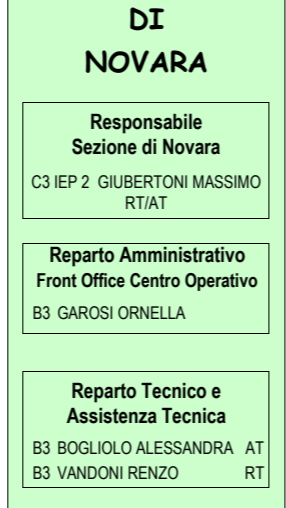 DI
NOVARA
Responsabile
Sezione di Novara
C3 IEP 2 GIUBERTONI MASSIMO
RT/AT
Reparto Amministrativo
Front Office Centro Operativo
B3 GAROSI ORNELLA
Reparto Tecnico e
Assistenza Tecnica
B3 BOGLIOLO ALESSANDRA AT
B3 VANDONI RENZO RT